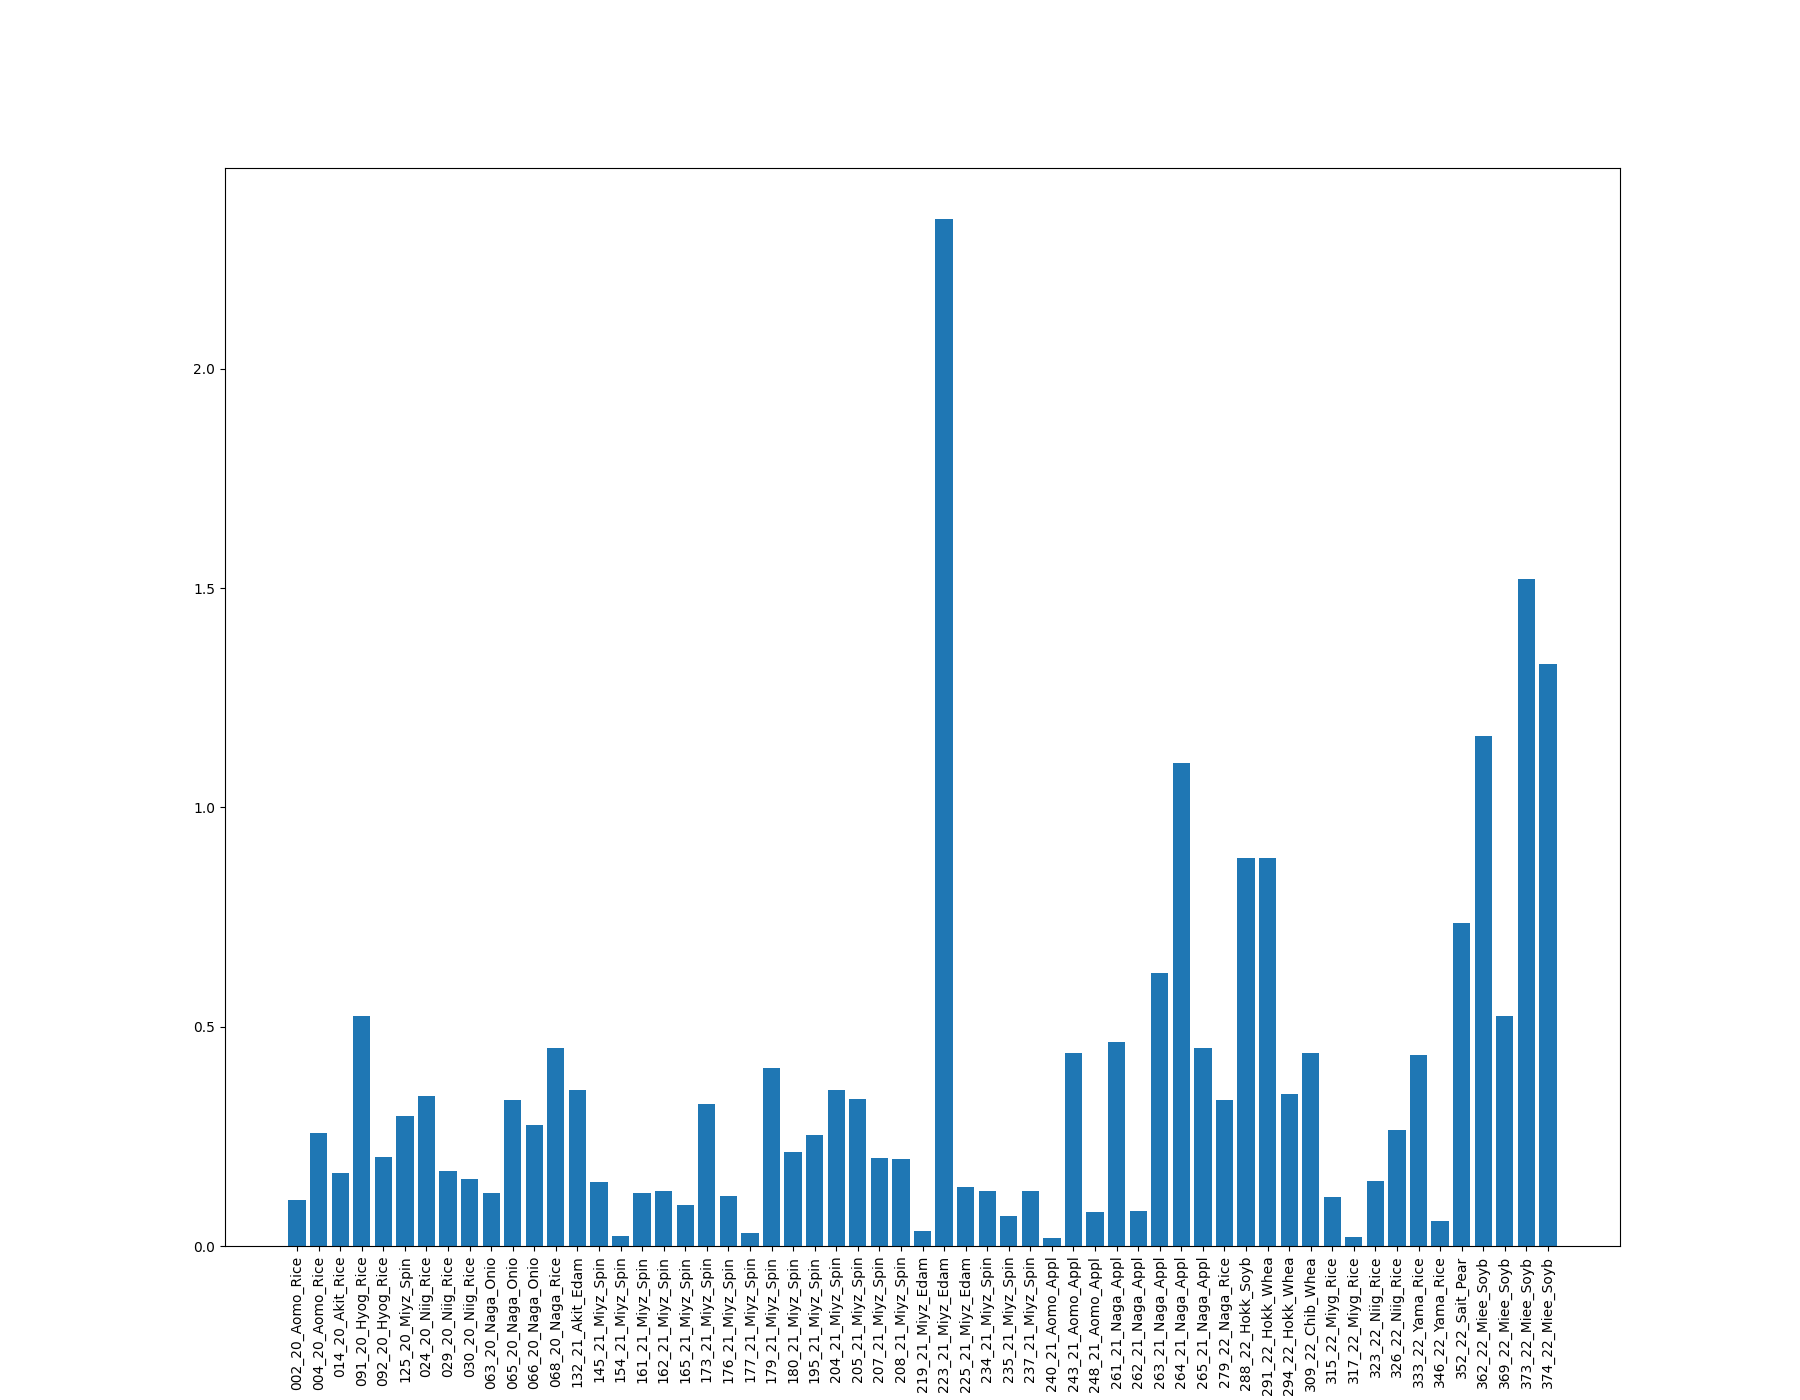 2.0
1.5
1.0
0.5
0.0
002_20_Aomo_Rice
004_20_Aomo_Rice
014_20_Akit_Rice
091_20_Hyog_Rice
092_20_Hyog_Rice
125_20_Miyz_Spin
024_20_Niig_Rice
029_20_Niig_Rice
030_20_Niig_Rice
063_20_Naga_Onio
065_20_Naga_Onio
066_20_Naga_Onio
068_20_Naga_Rice
132_21_Akit_Edam
145_21_Miyz_Spin
154_21_Miyz_Spin
161_21_Miyz_Spin
162_21_Miyz_Spin
165_21_Miyz_Spin
173_21_Miyz_Spin
176_21_Miyz_Spin
177_21_Miyz_Spin
179_21_Miyz_Spin
180_21_Miyz_Spin
195_21_Miyz_Spin
204_21_Miyz_Spin
205_21_Miyz_Spin
207_21_Miyz_Spin
208_21_Miyz_Spin
219_21_Miyz_Edam
223_21_Miyz_Edam
225_21_Miyz_Edam
234_21_Miyz_Spin
235_21_Miyz_Spin
237_21_Miyz_Spin
240_21_Aomo_Appl
243_21_Aomo_Appl
248_21_Aomo_Appl
261_21_Naga_Appl
262_21_Naga_Appl
263_21_Naga_Appl
264_21_Naga_Appl
265_21_Naga_Appl
279_22_Naga_Rice
288_22_Hokk_Soyb
291_22_Hokk_Whea
294_22_Hokk_Whea
309_22_Chib_Whea
315_22_Miyg_Rice
317_22_Miyg_Rice
323_22_Niig_Rice
326_22_Niig_Rice
333_22_Yama_Rice
346_22_Yama_Rice
352_22_Sait_Pear
362_22_Miee_Soyb
369_22_Miee_Soyb
373_22_Miee_Soyb
374_22_Miee_Soyb